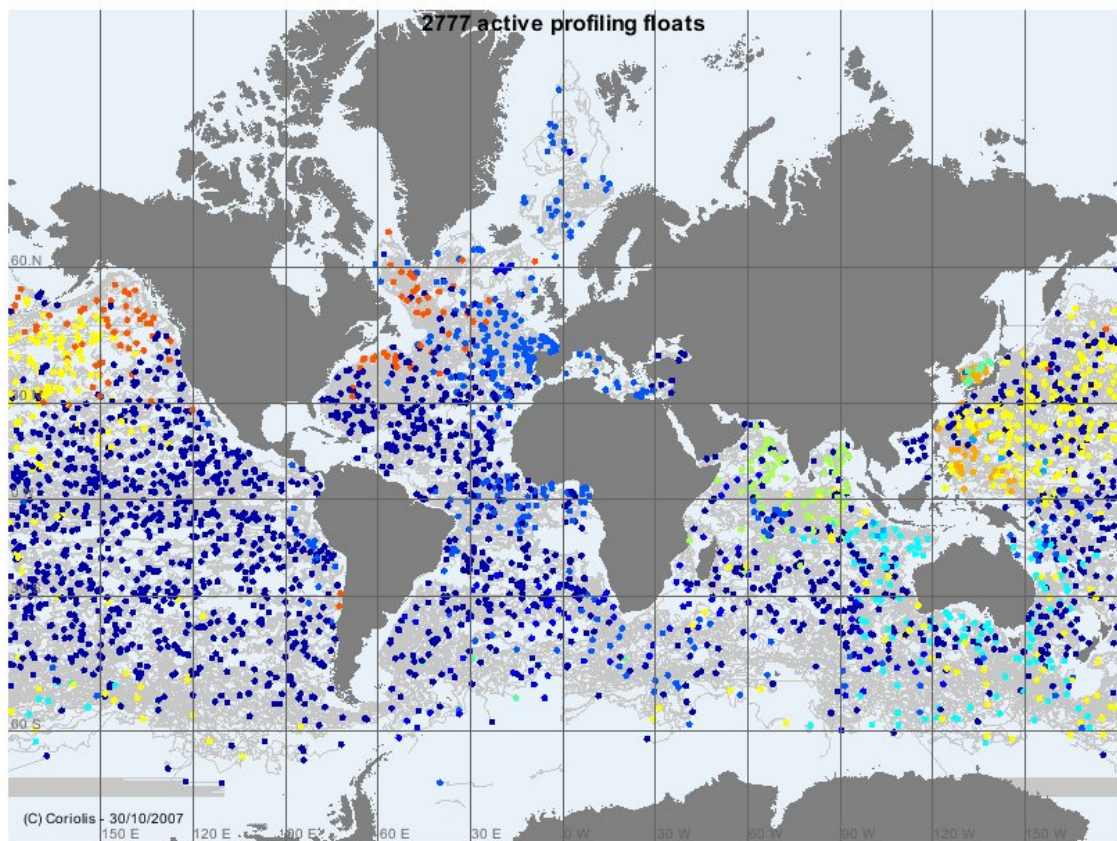 2777 active profiling floats
60 N
60 S
(C) Coriolis - 30/10/2007
150 E
120 E
60 E
30 E
0 W
30 W
60 W
90 W
120 W
150 W